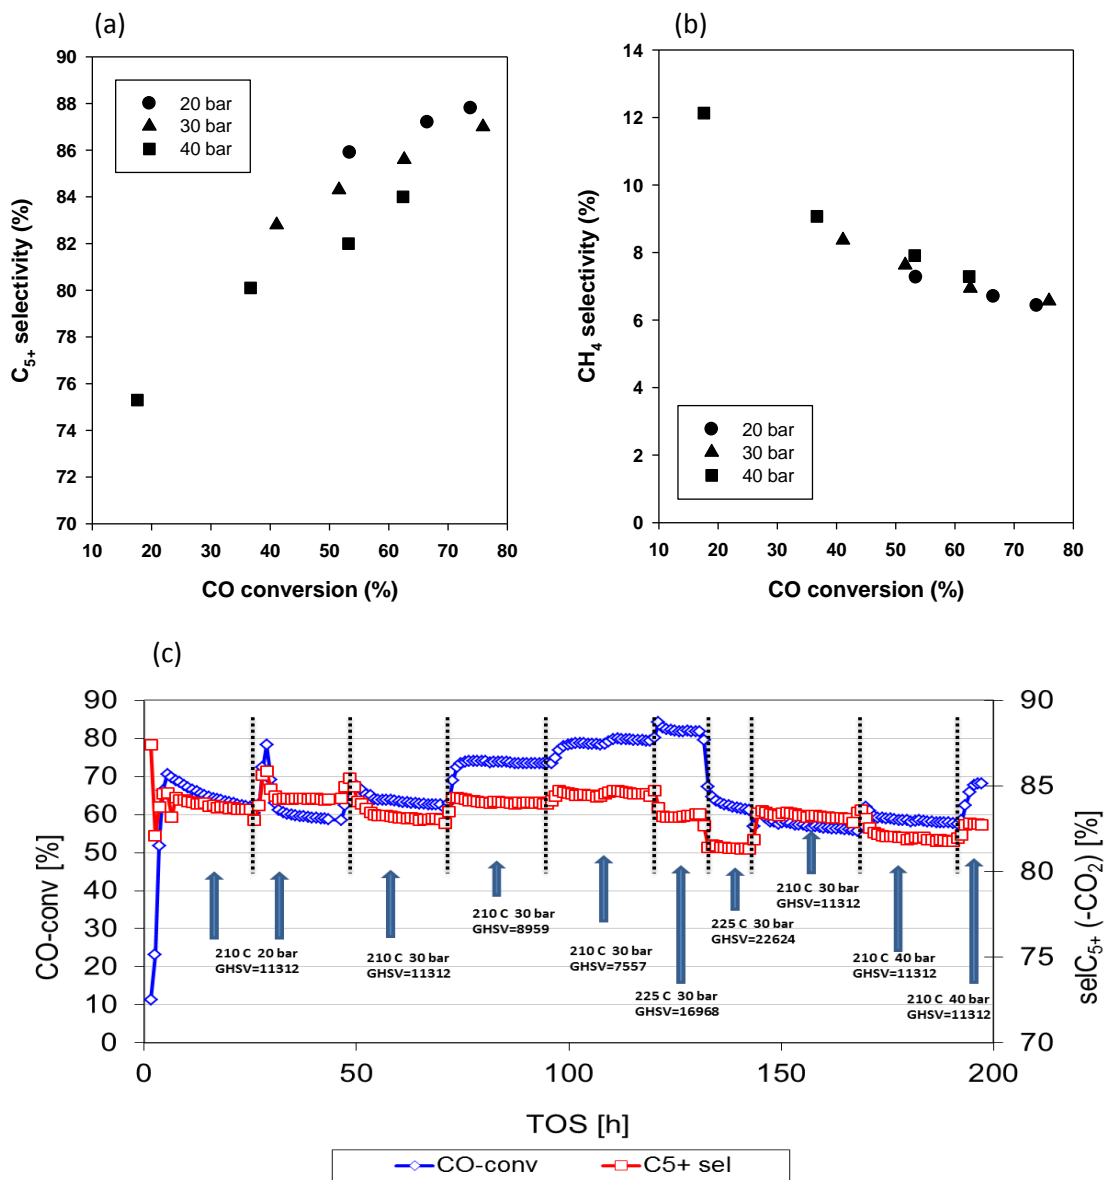 (a)
90
88
86
84
82
80
78
76
74
72
70
C5+ selectivity (%)
20 bar
30 bar
40 bar
10 20 30 40 50 60 70 80
CO conversion (%)
(b)
14
12
10
8
6
4
2
0
CH4 selectivity (%)
20 bar
30 bar
40 bar
10 20 30 40 50 60 70 80
CO conversion (%)
(c)
90
80
70
60
50
40
30
20
10
0
CO-conv [%]
90
85
80
75
70
selC5+ (-CO2) [%]
210 C 20 bar
GHSV=11312
210 C 30 bar
GHSV=11312
210 C 30 bar
GHSV=8959
210 C 30 bar
GHSV=7557
225 C 30 bar
GHSV=16968
225 C 30 bar
GHSV=22624
210 C 30 bar
GHSV=11312
210 C 40 bar
GHSV=11312
210 C 40 bar
GHSV=11312
0 50 100 150 200
TOS [h]
CO-conv C5+ sel